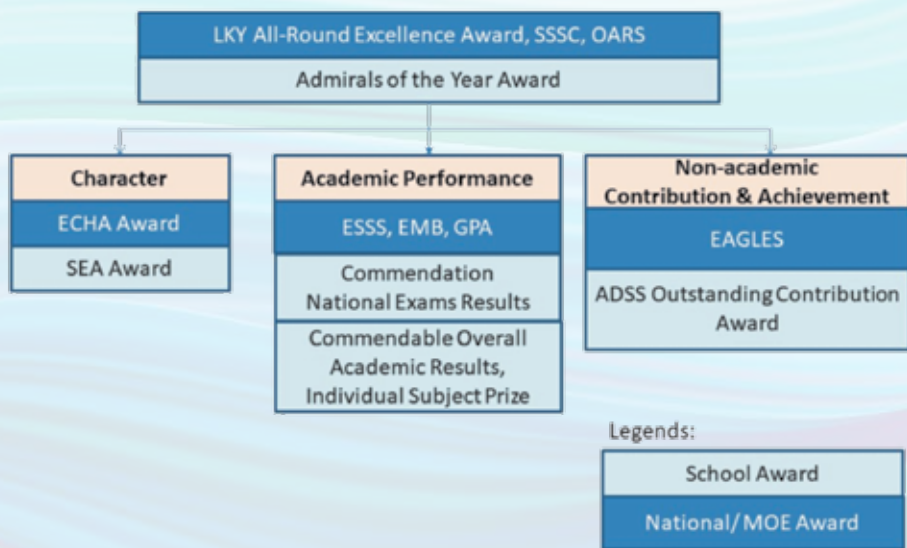 LKY All-Round Excellence Award, SSSC, OARS
Admirals of the Year Award
Character
ECHA Award
SEA Award
Academic Performance
ESSS, EMB, GPA
Commendation
National Exams Results
Commendable Overall
Academic Results,
Individual Subject Prize
Non-academic
Contribution & Achievement
EAGLES
ADSS Outstanding Contribution
Award
Legends:
School Award
National/ MOE Award